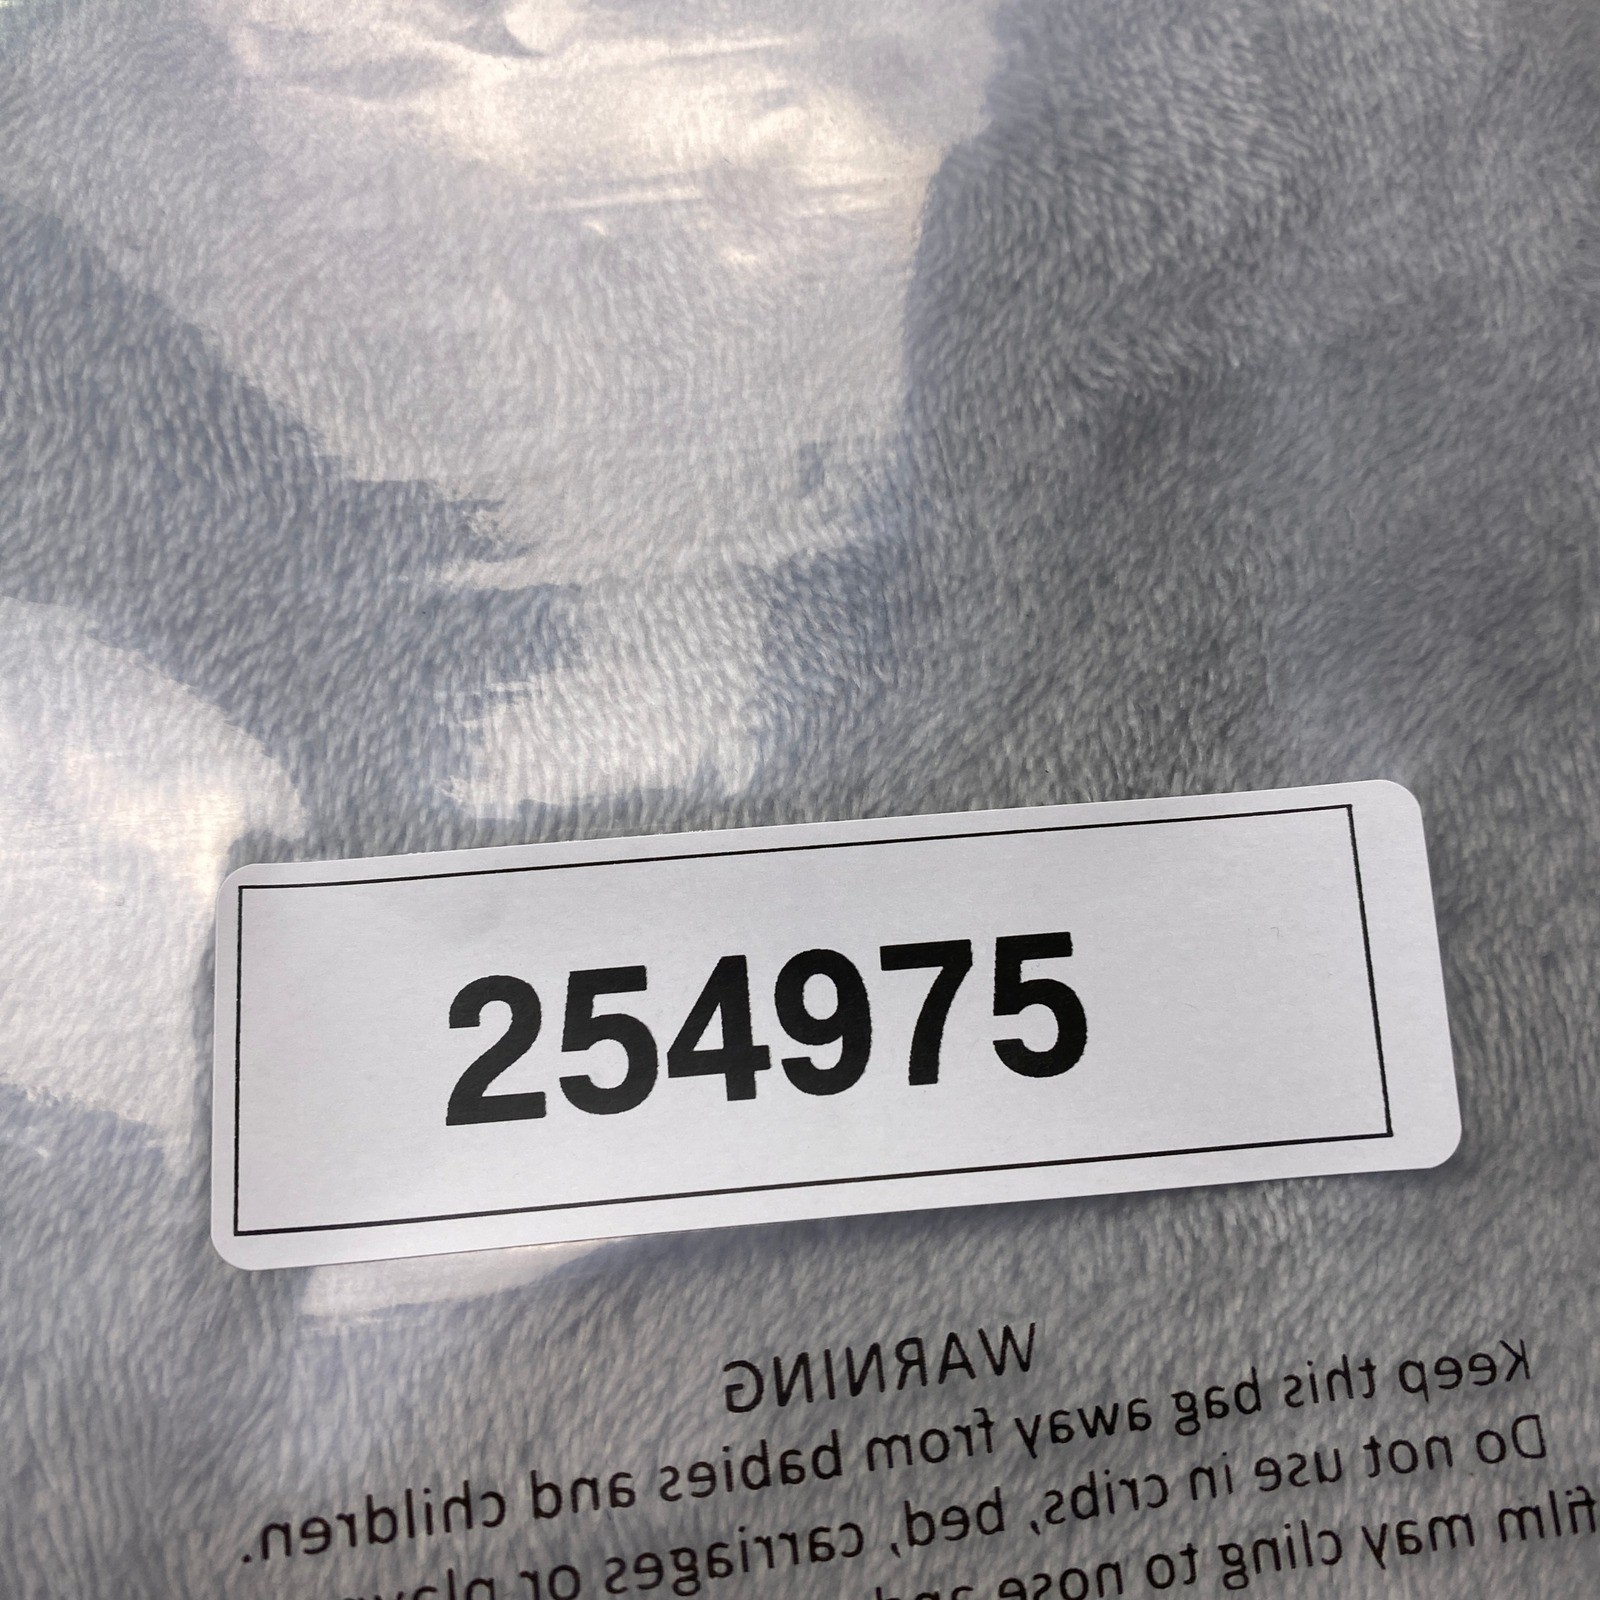 254975
WARNING
Keep this bag away from babies and children.
Do not use in cribs, bed, carriages or
film may cling to nose and